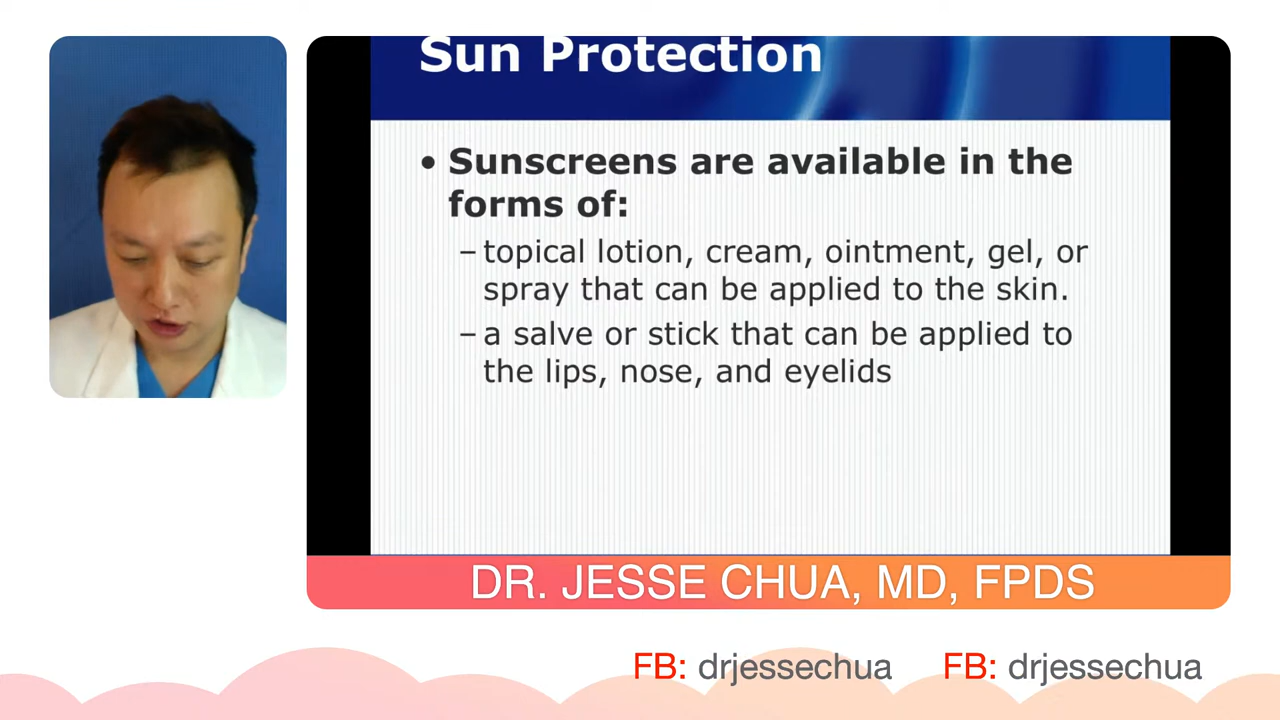 Sun Protection
• Sunscreens are available in the
forms of:
– topical lotion, cream, ointment, gel, or
spray that can be applied to the skin.
– a salve or stick that can be applied to
the lips, nose, and eyelids
DR. JESSE CHUA, MD, FPDS
FB: drjessechua FB: drjessechua